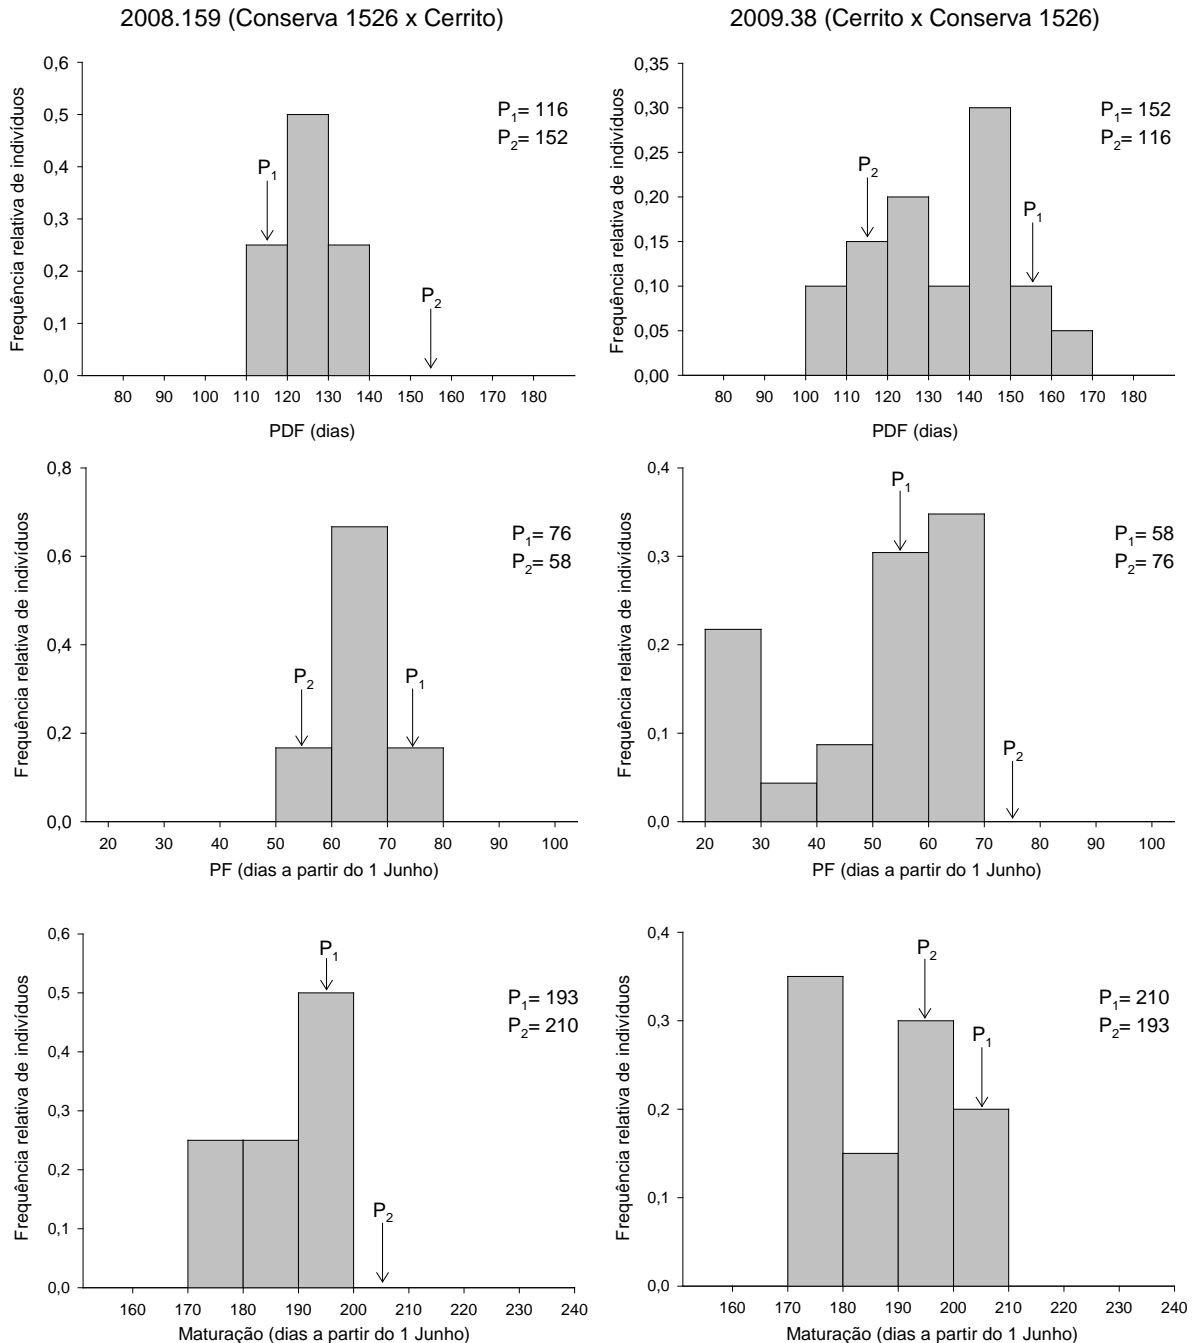 2008.159 (Conserva 1526 x Cerrito)
2009.38 (Cerrito x Conserva 1526)
Frequência relativa de indivíduos
0,6
0,5
0,4
0,3
0,2
0,1
0,0
P1= 116
P2= 152
P1
P2
80 90 100 110 120 130 140 150 160 170 180
PDF (dias)
Frequência relativa de indivíduos
0,35
0,30
0,25
0,20
0,15
0,10
0,05
0,00
P1= 152
P2= 116
P2
P1
80 90 100 110 120 130 140 150 160 170 180
PDF (dias)
Frequência relativa de indivíduos
0,8
0,6
0,4
0,2
0,0
P1= 76
P2= 58
P2
P1
20 30 40 50 60 70 80 90 100
PF (dias a partir do 1 Junho)
Frequência relativa de indivíduos
0,4
0,3
0,2
0,1
0,0
P1= 58
P2= 76
P1
P2
20 30 40 50 60 70 80 90 100
PF (dias a partir do 1 Junho)
Frequência relativa de indivíduos
0,6
0,5
0,4
0,3
0,2
0,1
0,0
P1= 193
P2= 210
P1
P2
160 170 180 190 200 210 220 230 240
Maturação (dias a partir do 1 Junho)
Frequência relativa de indivíduos
0,4
0,3
0,2
0,1
0,0
P1= 210
P2= 193
P2
P1
160 170 180 190 200 210 220 230 240
Maturação (dias a partir do 1 Junho)